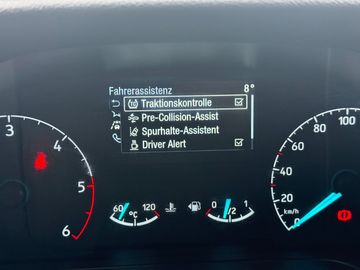 Fahrerassistenz 8°
Traktionskontrolle
Pre-Collision-Assist
Spurhalte-Assistent
Driver Alert
3 4 5 6
60 °C 120
0 1/2 1
0 20 40 60 80 100
km/h